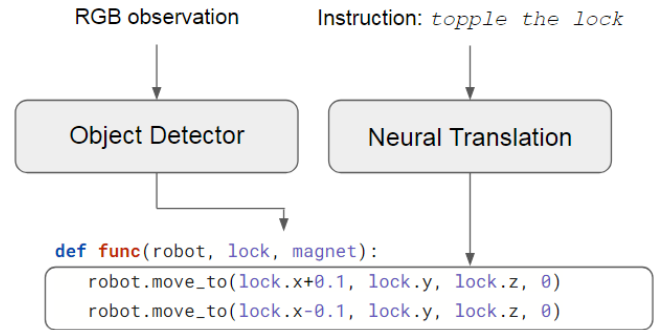 RGB observation
Instruction: topple the lock
Object Detector
Neural Translation
def func(robot, lock, magnet):
robot.move_to(lock.x+0.1, lock.y, lock.z, 0)
robot.move_to(lock.x-0.1, lock.y, lock.z, 0)